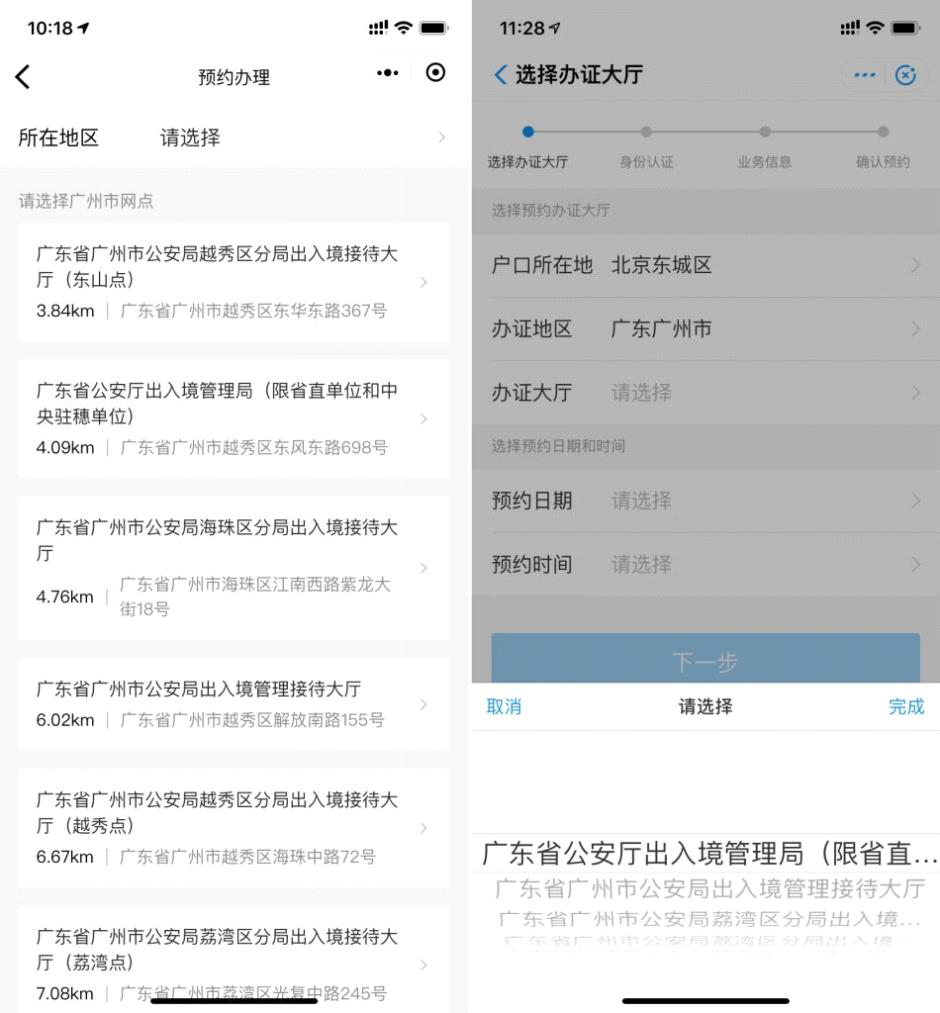 10:18
预约办理
所在地区 请选择
请选择广州市网点
广东省广州市公安局越秀区分局出入境接待大
厅（东山点）
3.84km | 广东省广州市越秀区东华东路367号
广东省公安厅出入境管理局（限省直单位和中
央驻穗单位）
4.09km | 广东省广州市越秀区东风东路698号
广东省广州市公安局海珠区分局出入境接待大
厅
4.76km | 广东省广州市海珠区江南西路紫龙大
街18号
广东省广州市公安局出入境管理接待大厅
6.02km | 广东省广州市越秀区解放南路155号
广东省广州市公安局越秀区分局出入境接待大
厅（越秀点）
6.67km | 广东省广州市越秀区海珠中路72号
广东省广州市公安局荔湾区分局出入境接待大
厅（荔湾点）
7.08km | 广东省广州市荔湾区光复中路245号
11:28
选择办证大厅
选择办证大厅 身份认证 业务信息 确认预约
选择预约办证大厅
户口所在地 北京东城区
办证地区 广东广州市
办证大厅 请选择
选择预约日期和时间
预约日期 请选择
预约时间 请选择
下一步
取消 请选择 完成
广东省公安厅出入境管理局（限省直...
广东省广州市公安局出入境管理接待大厅
广东省广州市公安局荔湾区分局出入境...
广东省广州市公安局荔湾区分局出入境